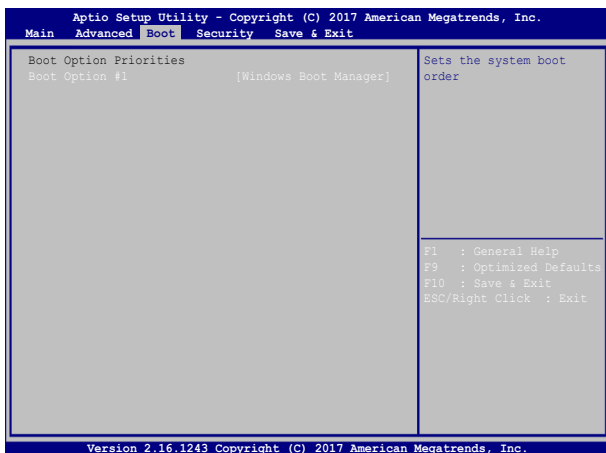 Aptio Setup Utility - Copyright (C) 2017 American Megatrends, Inc.
Main Advanced Boot Security Save & Exit
Boot Option Priorities
Boot Option #1 [Windows Boot Manager]
Sets the system boot
order
F1 : General Help
F9 : Optimized Defaults
F10 : Save & Exit
ESC/Right Click : Exit
Version 2.16.1243 Copyright (C) 2017 American Megatrends, Inc.